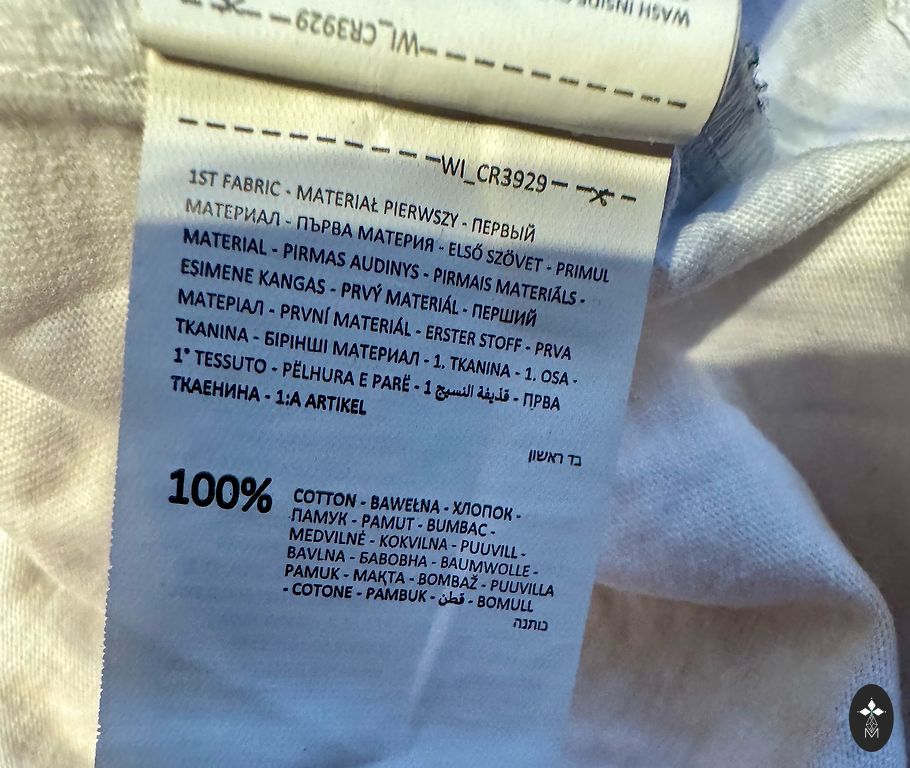 WASH INSIDE
WI_CR3929
WI_CR3929
1ST FABRIC - MATERIAŁ PIERWSZY - ПЕРВЫЙ
МАТЕРИАЛ - ПЪРВА МАТЕРИЯ - ELSŐ SZÖVET - PRIMUL
MATERIAL - PIRMAS AUDINYS - PIRMAIS MATERIĀLS -
ESIMENE KANGAS - PRVÝ MATERIÁL - ПЕРШИЙ
МАТЕРІАЛ - PRVNÍ MATERIÁL - ERSTER STOFF - PRVA
TKANINA - БІРІНШІ МАТЕРИАЛ - 1. TKANINA - 1. OSA -
1° TESSUTO - PËLHURA E PARË - 1 قذيفة النسيج - ПРВА
ТКАЕНИНА - 1:A ARTIKEL
בד ראשון
100%
COTTON - BAWEŁNA - ХЛОПОК -
ПАМУК - PAMUT - BUMBAC -
MEDVILNĖ - KOKVILNA - PUUVILL -
BAVLNA - БАВОВНА - BAUMWOLLE -
PAMUK - МАҚТА - BOMBAŽ - PUUVILLA
- COTONE - PAMBUK - قطن - BOMULL
כותנה
M